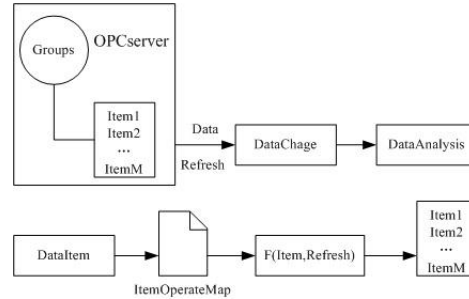 OPCserver
Groups
Item1
Item2
...
ItemM
Data
Refresh
DataChage
DataAnalysis
DataItem
ItemOperateMap
F(Item,Refresh)
Item1
Item2
...
ItemM